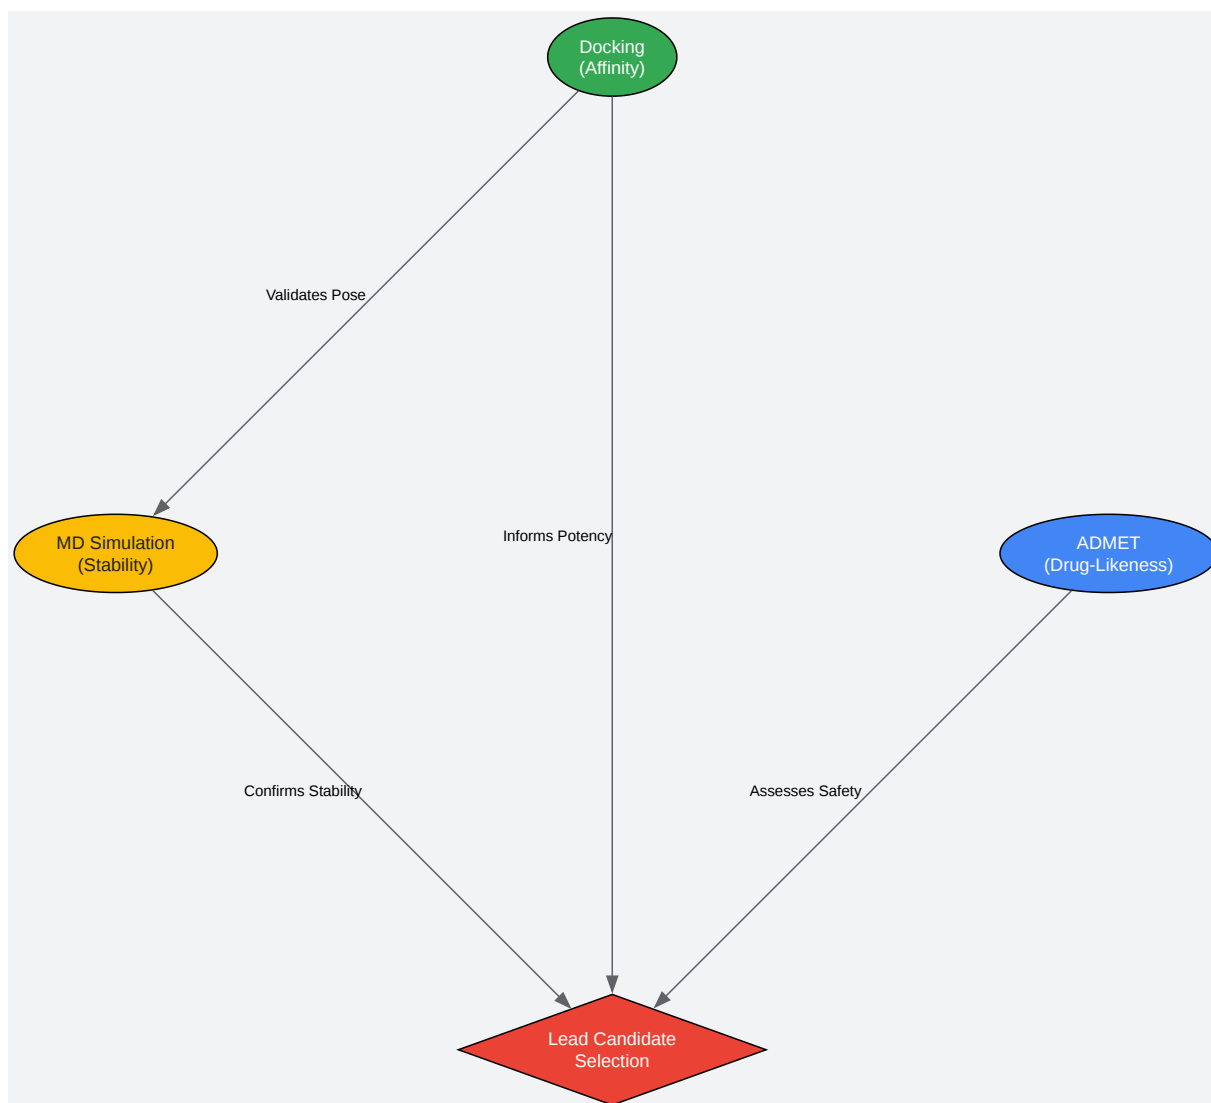 Docking
(Affinity)
Validates Pose
Informs Potency
MD Simulation
(Stability)
ADMET
(Drug-Likeness)
Confirms Stability
Assesses Safety
Lead Candidate
Selection